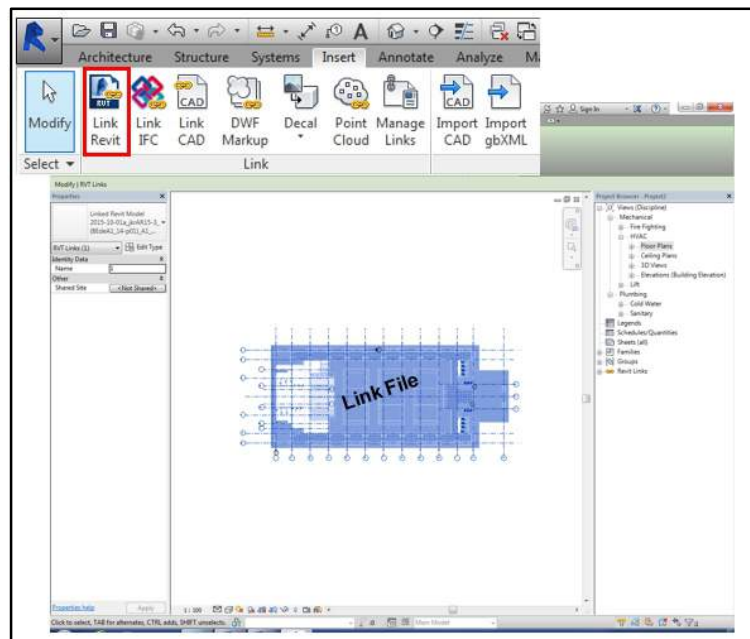 Architecture Structure Systems Insert Annotate Analyze M
Modify
Link Revit
Link IFC
Link CAD
DWF Markup
Decal
Point Cloud
Manage Links
Import CAD
Import gbXML
Select
Link
Sign In
Modify | RVT Links
Properties
Linked Revit Model
RVT Links (1)
Edit Type
Identity Data
Name
1
Other
Shared Site
<Not Shared>
Properties help
Apply
Link File
1 : 100
Project Browser - Project2
Views (Discipline)
Mechanical
Fire Fighting
HVAC
Floor Plans
Ceiling Plans
3D Views
Elevations (Building Elevation)
Lift
Plumbing
Cold Water
Sanitary
Legends
Schedules/Quantities
Sheets (all)
Families
Groups
Revit Links
Click to select, TAB for alternates, CTRL adds, SHIFT unselects.
Main Model